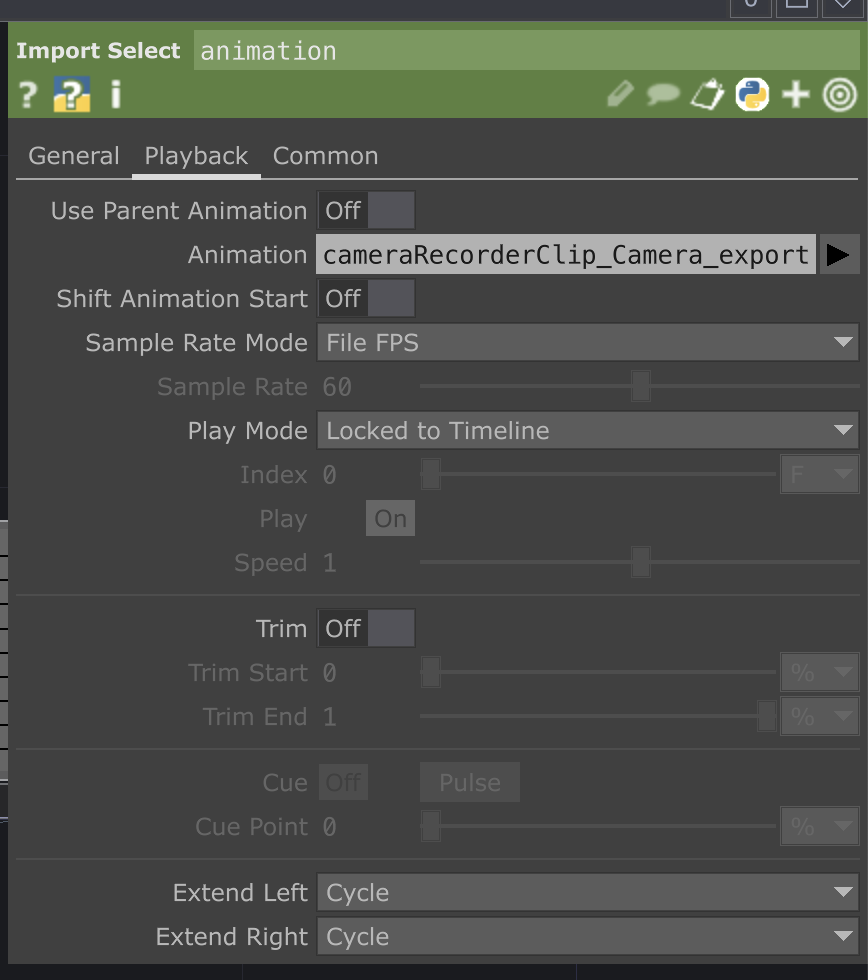 Import Select animation
? ? i
General Playback Common
Use Parent Animation Off
Animation cameraRecorderClip_Camera_export
Shift Animation Start Off
Sample Rate Mode File FPS
Sample Rate 60
Play Mode Locked to Timeline
Index 0 F
Play On
Speed 1
Trim Off
Trim Start 0 %
Trim End 1 %
Cue Off Pulse
Cue Point 0 %
Extend Left Cycle
Extend Right Cycle